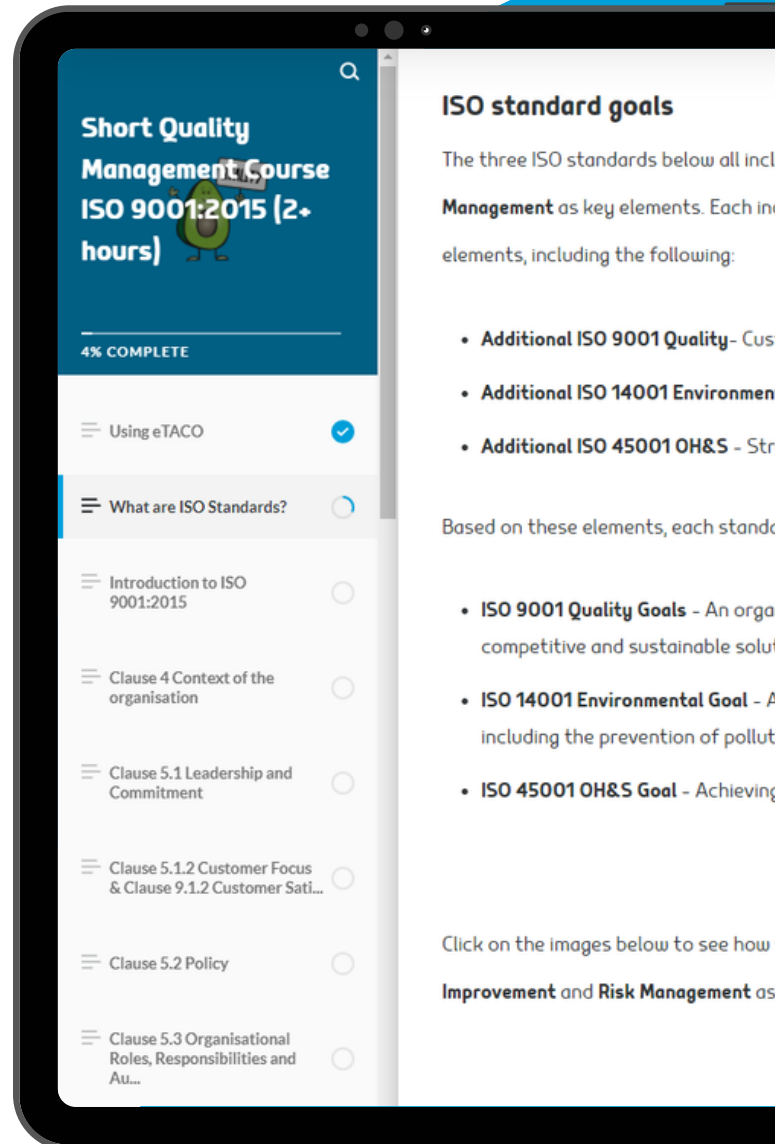 Short Quality
Management Course
ISO 9001:2015 (2+
hours)
4% COMPLETE
Using eTACO
What are ISO Standards?
Introduction to ISO
9001:2015
Clause 4 Context of the
organisation
Clause 5.1 Leadership and
Commitment
Clause 5.1.2 Customer Focus
& Clause 9.1.2 Customer Sati...
Clause 5.2 Policy
Clause 5.3 Organisational
Roles, Responsibilities and
Au...
ISO standard goals
The three ISO standards below all incl
Management as key elements. Each in
elements, including the following:
• Additional ISO 9001 Quality- Cus
• Additional ISO 14001 Environmen
• Additional ISO 45001 OH&S - Str
Based on these elements, each stand
• ISO 9001 Quality Goals - An orga
competitive and sustainable solut
• ISO 14001 Environmental Goal - A
including the prevention of pollut
• ISO 45001 OH&S Goal - Achieving
Click on the images below to see how
Improvement and Risk Management as